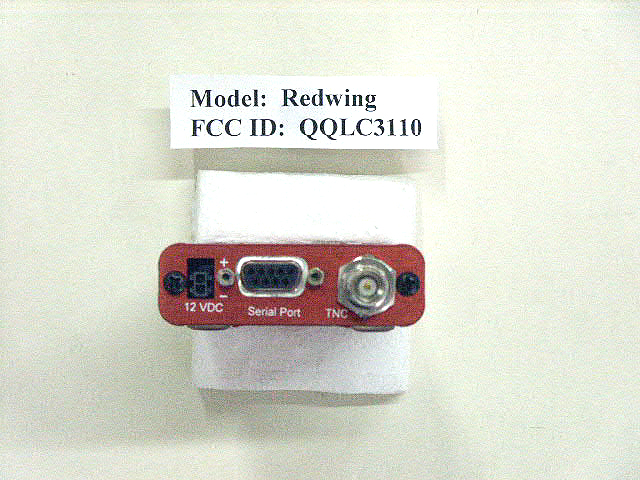 Model: Redwing
FCC ID: QQLC3110
+
−
12 VDC
Serial Port
TNC